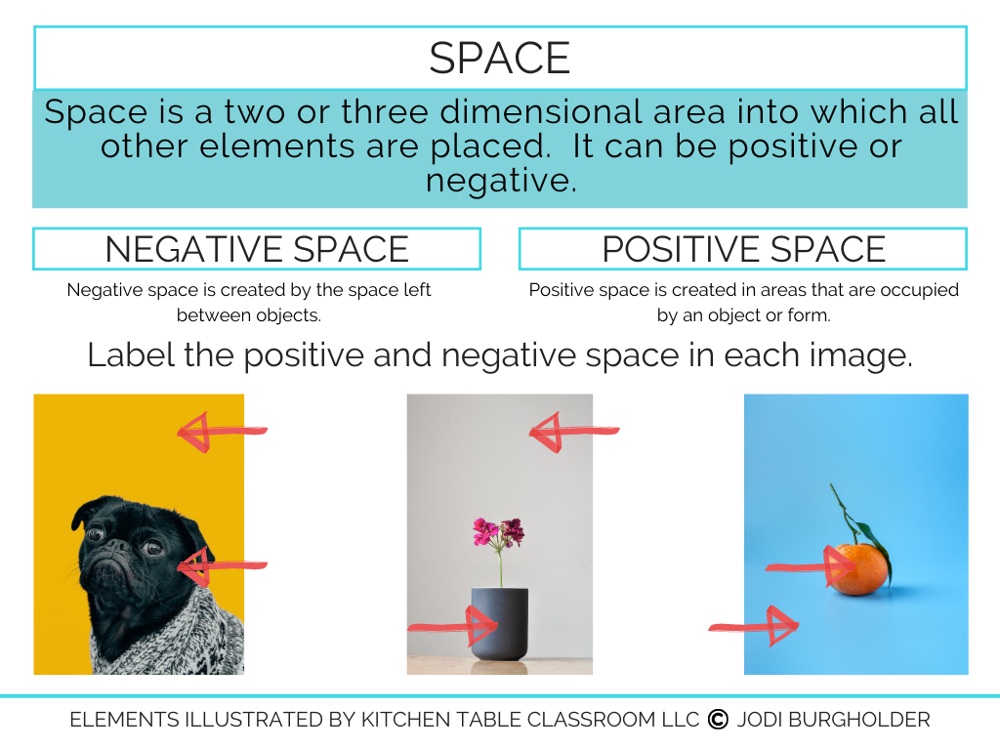 SPACE
Space is a two or three dimensional area into which all
other elements are placed.  It can be positive or
negative.
NEGATIVE SPACE
Negative space is created by the space left
between objects.
POSITIVE SPACE
Positive space is created in areas that are occupied
by an object or form.
Label the positive and negative space in each image.
ELEMENTS ILLUSTRATED BY KITCHEN TABLE CLASSROOM LLC © JODI BURGHOLDER